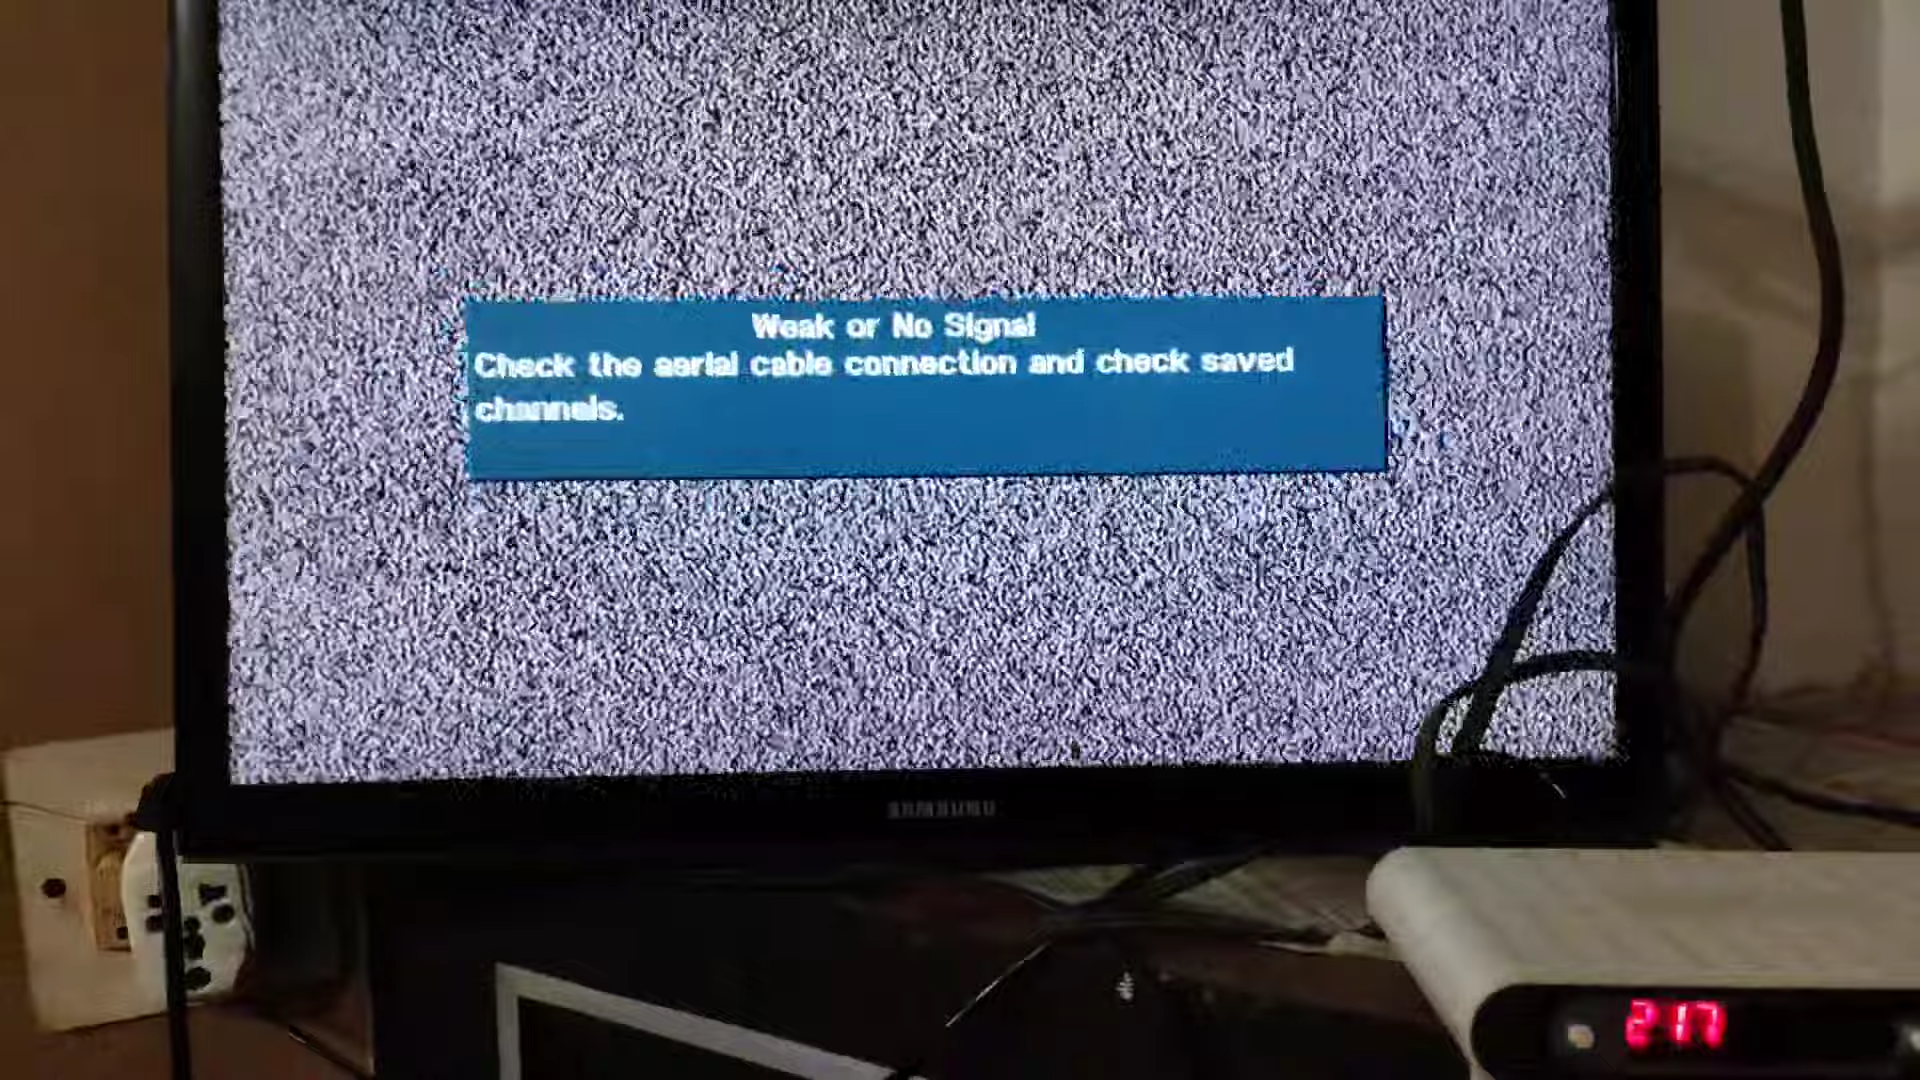 Weak or No Signal
Check the aerial cable connection and check saved
channels.
SAMSUNG
217